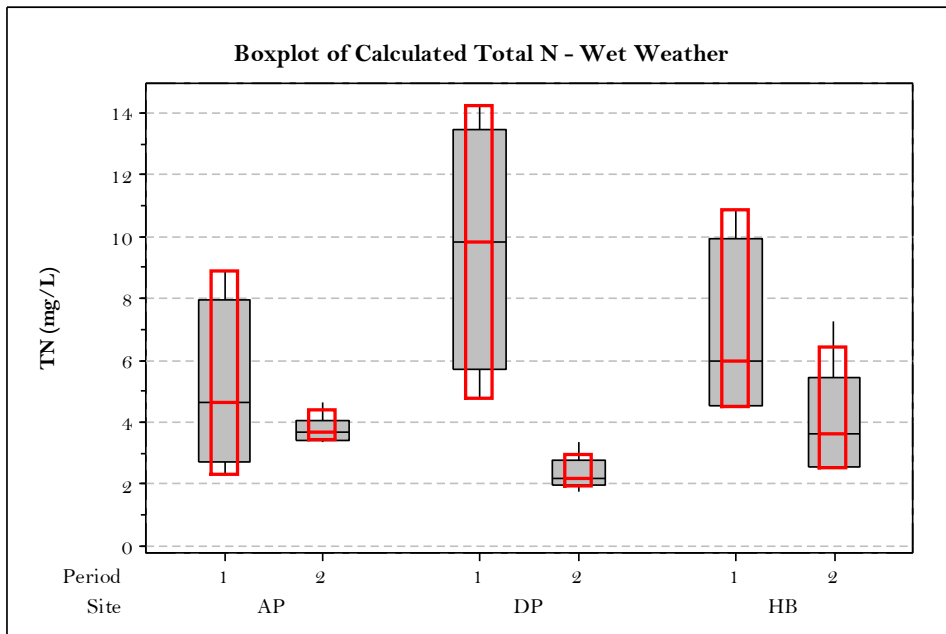 Boxplot of Calculated Total N - Wet Weather
TN (mg/L)
14
12
10
8
6
4
2
0
Period 1 2 1 2 1 2
Site AP DP HB